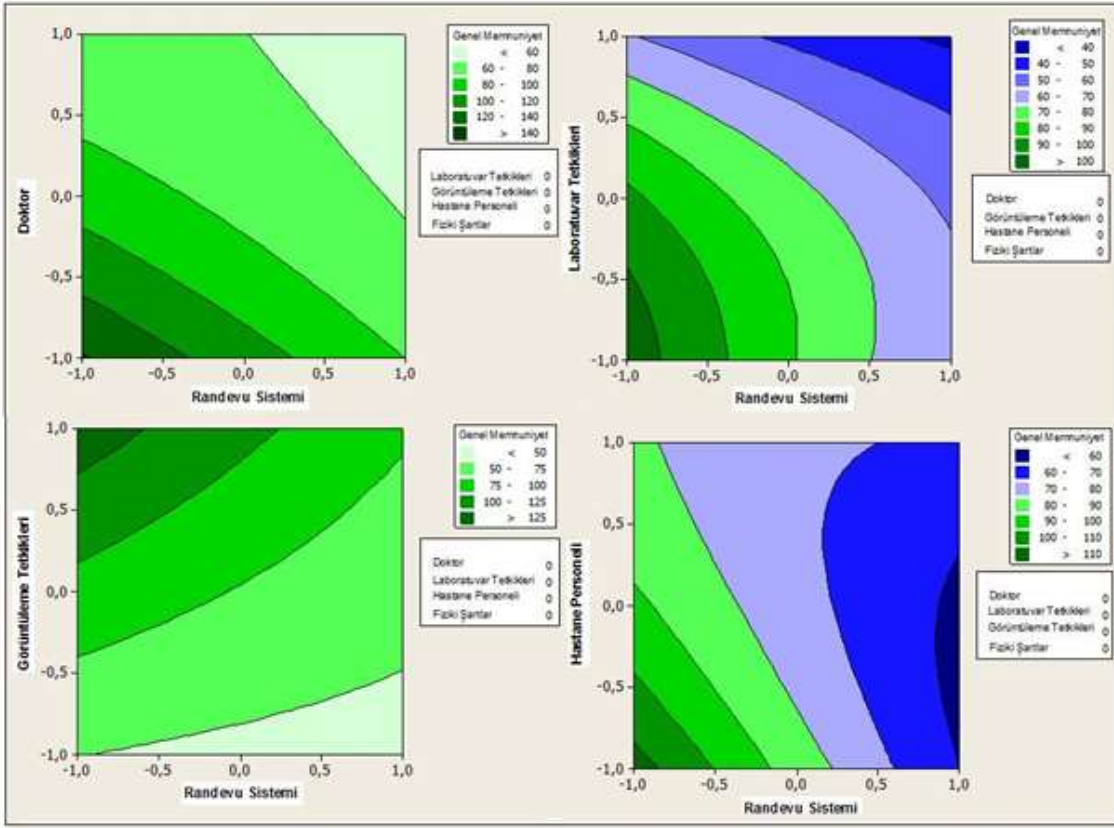 Genel Memnuniyet
< 60
60 - 80
80 - 100
100 - 120
120 - 140
> 140
Laboratuvar Tetkikleri 0
Görüntüleme Tetkikleri 0
Hastane Personeli 0
Fiziki Şartlar 0
Doktor
1,0
0,5
0,0
-0,5
-1,0
-1,0 -0,5 0,0 0,5 1,0
Randevu Sistemi
Genel Memnuniyet
< 40
40 - 50
50 - 60
60 - 70
70 - 80
80 - 90
90 - 100
> 100
Doktor 0
Görüntüleme Tetkikleri 0
Hastane Personeli 0
Fiziki Şartlar 0
Laboratuvar Tetkikleri
1,0
0,5
0,0
-0,5
-1,0
-1,0 -0,5 0,0 0,5 1,0
Randevu Sistemi
Genel Memnuniyet
< 50
50 - 75
75 - 100
100 - 125
> 125
Doktor 0
Laboratuvar Tetkikleri 0
Hastane Personeli 0
Fiziki Şartlar 0
Görüntüleme Tetkikleri
1,0
0,5
0,0
-0,5
-1,0
-1,0 -0,5 0,0 0,5 1,0
Randevu Sistemi
Genel Memnuniyet
< 60
60 - 70
70 - 80
80 - 90
90 - 100
100 - 110
> 110
Doktor 0
Laboratuvar Tetkikleri 0
Görüntüleme Tetkikleri 0
Fiziki Şartlar 0
Hastane Personeli
1,0
0,5
0,0
-0,5
-1,0
-1,0 -0,5 0,0 0,5 1,0
Randevu Sistemi